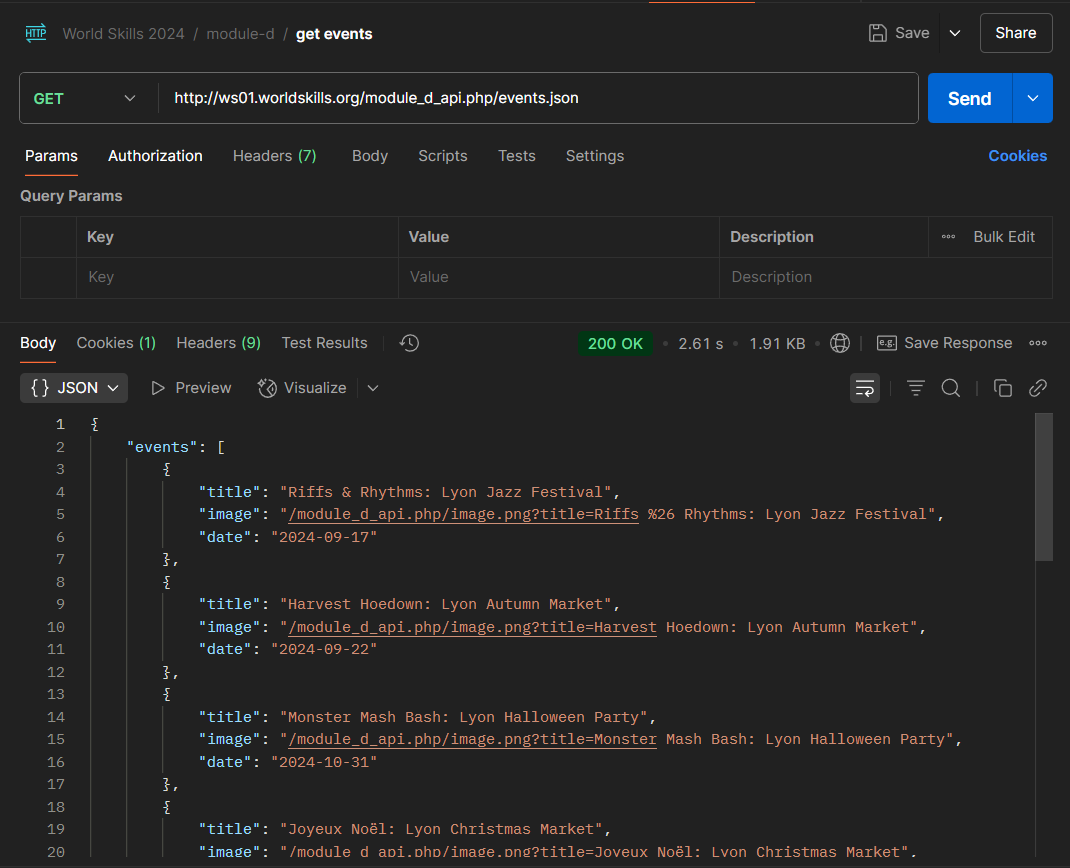 HTTP World Skills 2024 / module-d / get events Save Share
GET http://ws01.worldskills.org/module_d_api.php/events.json Send
Params Authorization Headers (7) Body Scripts Tests Settings Cookies
Query Params
Key Value Description Bulk Edit
Key Value Description
Body Cookies (1) Headers (9) Test Results 200 OK 2.61 s 1.91 KB e.g. Save Response
{} JSON Preview Visualize
1 {
2 "events": [
3 {
4 "title": "Riffs & Rhythms: Lyon Jazz Festival",
5 "image": "/module_d_api.php/image.png?title=Riffs %26 Rhythms: Lyon Jazz Festival",
6 "date": "2024-09-17"
7 },
8 {
9 "title": "Harvest Hoedown: Lyon Autumn Market",
10 "image": "/module_d_api.php/image.png?title=Harvest Hoedown: Lyon Autumn Market",
11 "date": "2024-09-22"
12 },
13 {
14 "title": "Monster Mash Bash: Lyon Halloween Party",
15 "image": "/module_d_api.php/image.png?title=Monster Mash Bash: Lyon Halloween Party",
16 "date": "2024-10-31"
17 },
18 {
19 "title": "Joyeux Noël: Lyon Christmas Market",
20 "image": "/module_d_api.php/image.png?title=Joyeux Noël: Lyon Christmas Market",